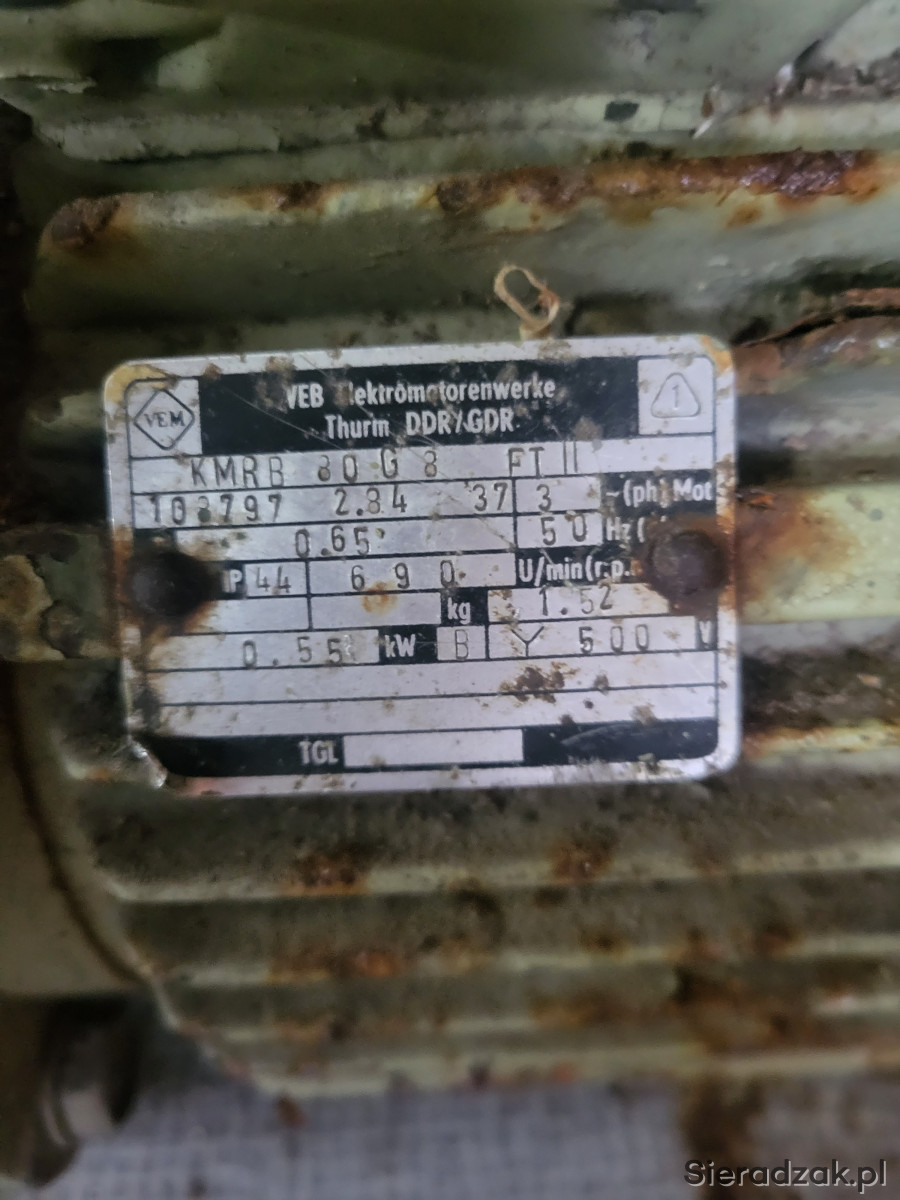 VEB Elektromotorenwerke
VEM
Thurm DDR/GDR
1
KMRB 80 G 8 FT II
103797 2.84 37 3 ~(ph) Mot
0.65 50 Hz (
IP 44 690 U/min(r.p.
kg 1.52
0.55 kW B Y 500 V
TGL
Sieradzak.pl